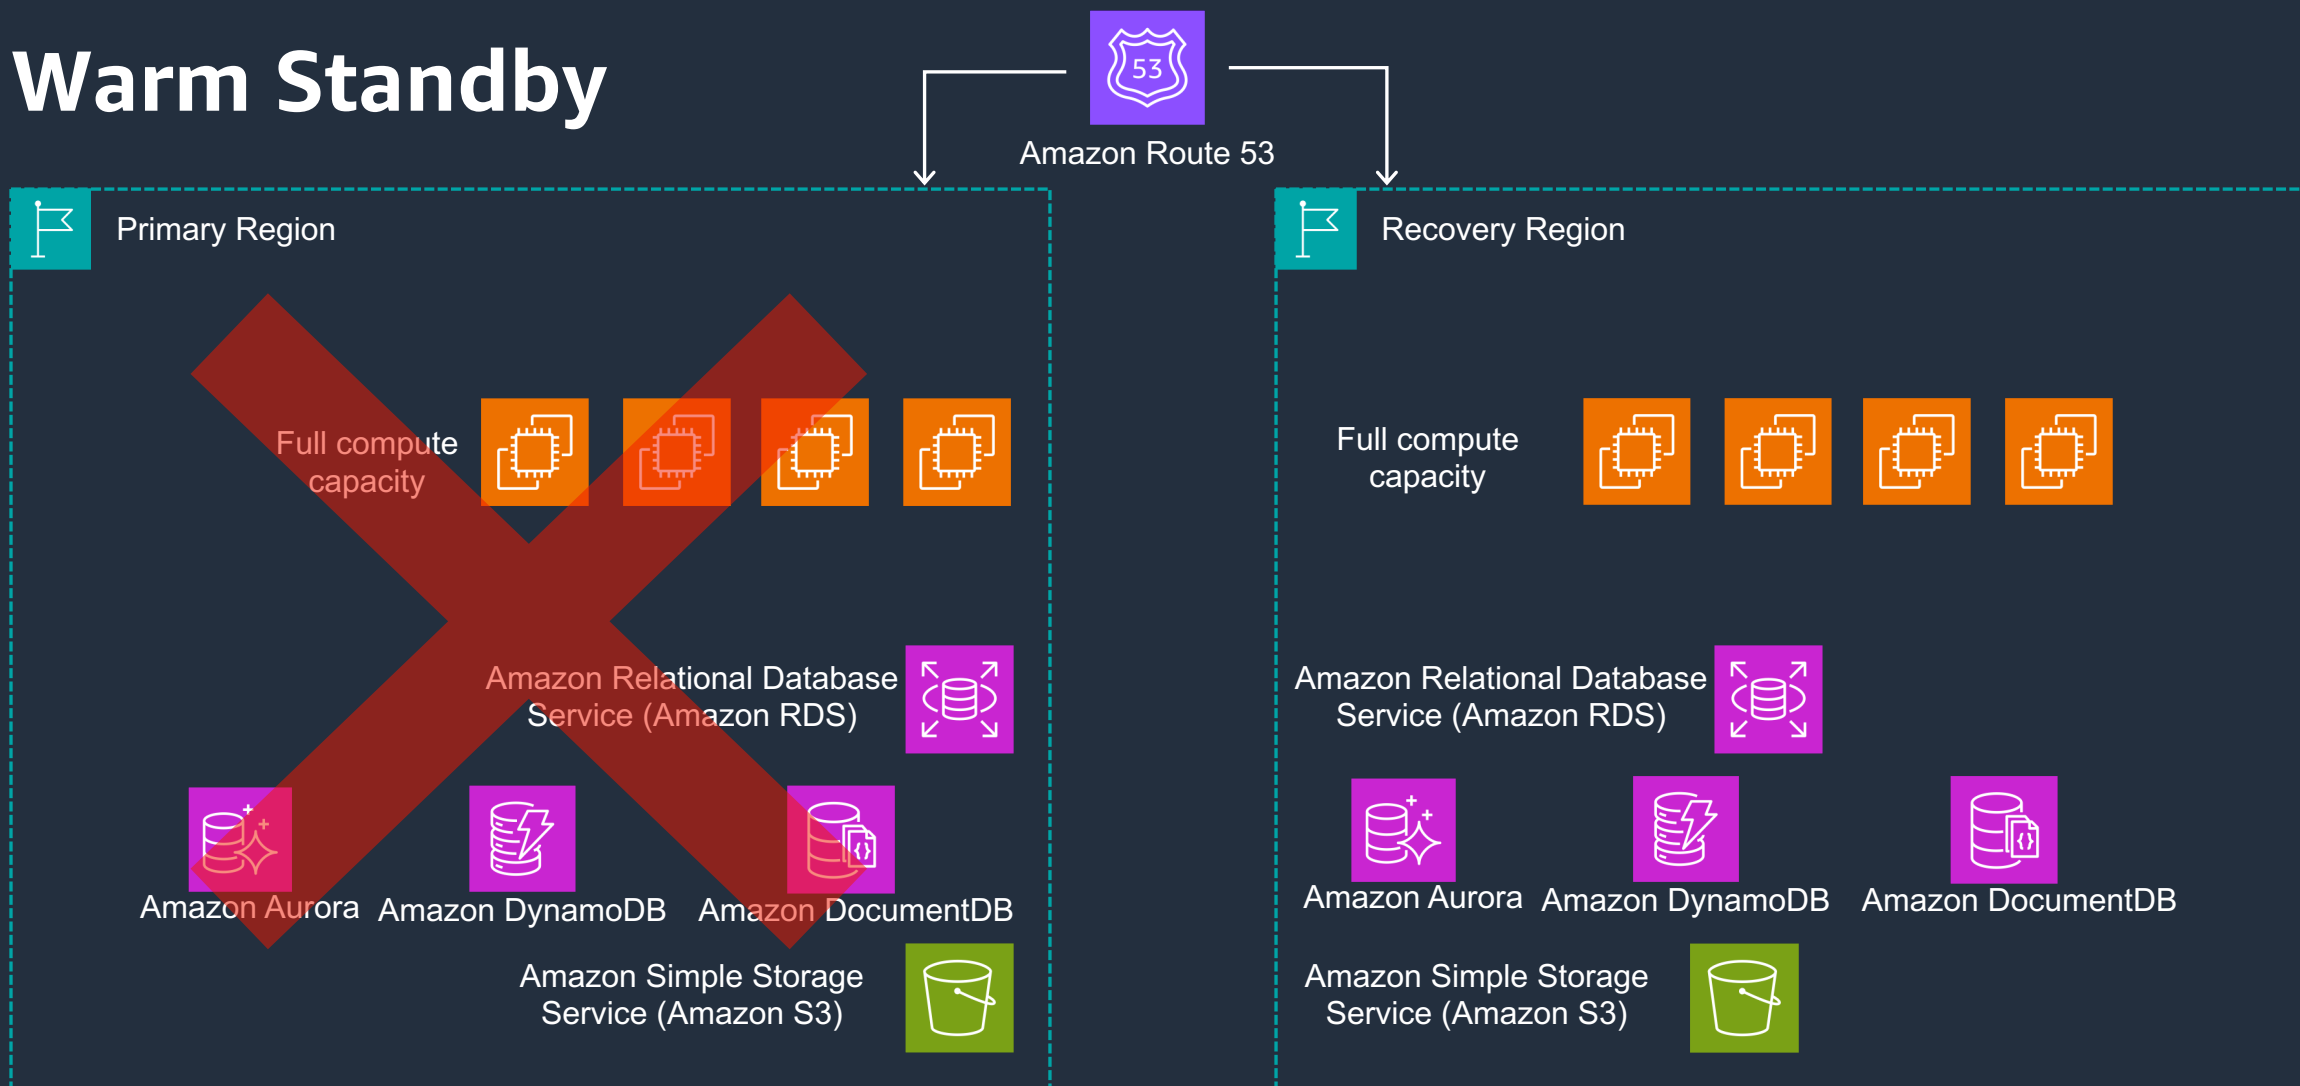 Warm Standby
53
Amazon Route 53
Primary Region
Full compute
capacity
Amazon Relational Database
Service (Amazon RDS)
Amazon Aurora
Amazon DynamoDB
Amazon DocumentDB
Amazon Simple Storage
Service (Amazon S3)
Recovery Region
Full compute
capacity
Amazon Relational Database
Service (Amazon RDS)
Amazon Aurora
Amazon DynamoDB
Amazon DocumentDB
Amazon Simple Storage
Service (Amazon S3)